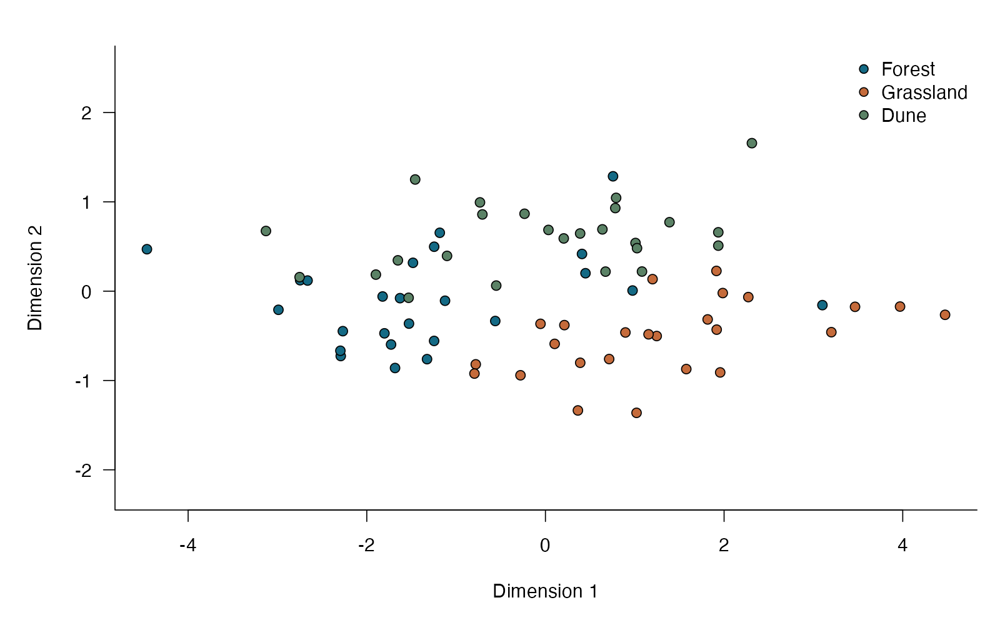 Forest
Grassland
Dune
2
1
0
-1
-2
Dimension 2
-4 -2 0 2 4
Dimension 1